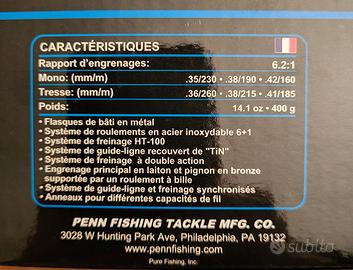 CARACTÉRISTIQUES
Rapport d'engrenages: 6.2:1
Mono: (mm/m) .35/230 • .38/190 • .42/160
Tresse: (mm/m) .36/260 • .38/215 • .41/185
Poids: 14.1 oz • 400 g
• Flasques de bâti en métal
• Système de roulements en acier inoxydable 6+1
• Système de freinage HT-100
• Système de guide-ligne recouvert de "TiN"
• Système de freinage à double action
• Engrenage principal en laiton et pignon en bronze
supportée par un roulement à bille
• Système de guide-ligne et freinage synchronisés
• Anneaux pour différentes capacités de fil
PENN FISHING TACKLE MFG. CO.
3028 W Hunting Park Ave, Philadelphia, PA 19132
www.pennfishing.com
Pure Fishing, Inc.
subito